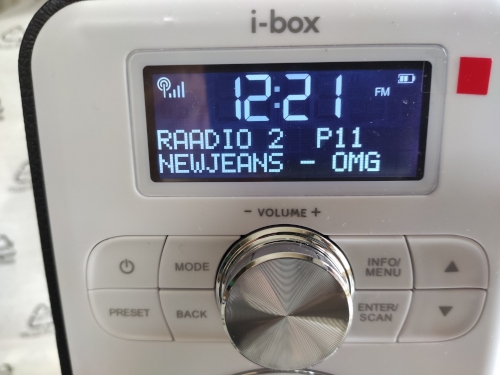 i-box
12:21
FM
RAADIO 2 P11
NEWJEANS - OMG
- VOLUME +
MODE
INFO/
MENU
PRESET
BACK
ENTER/
SCAN